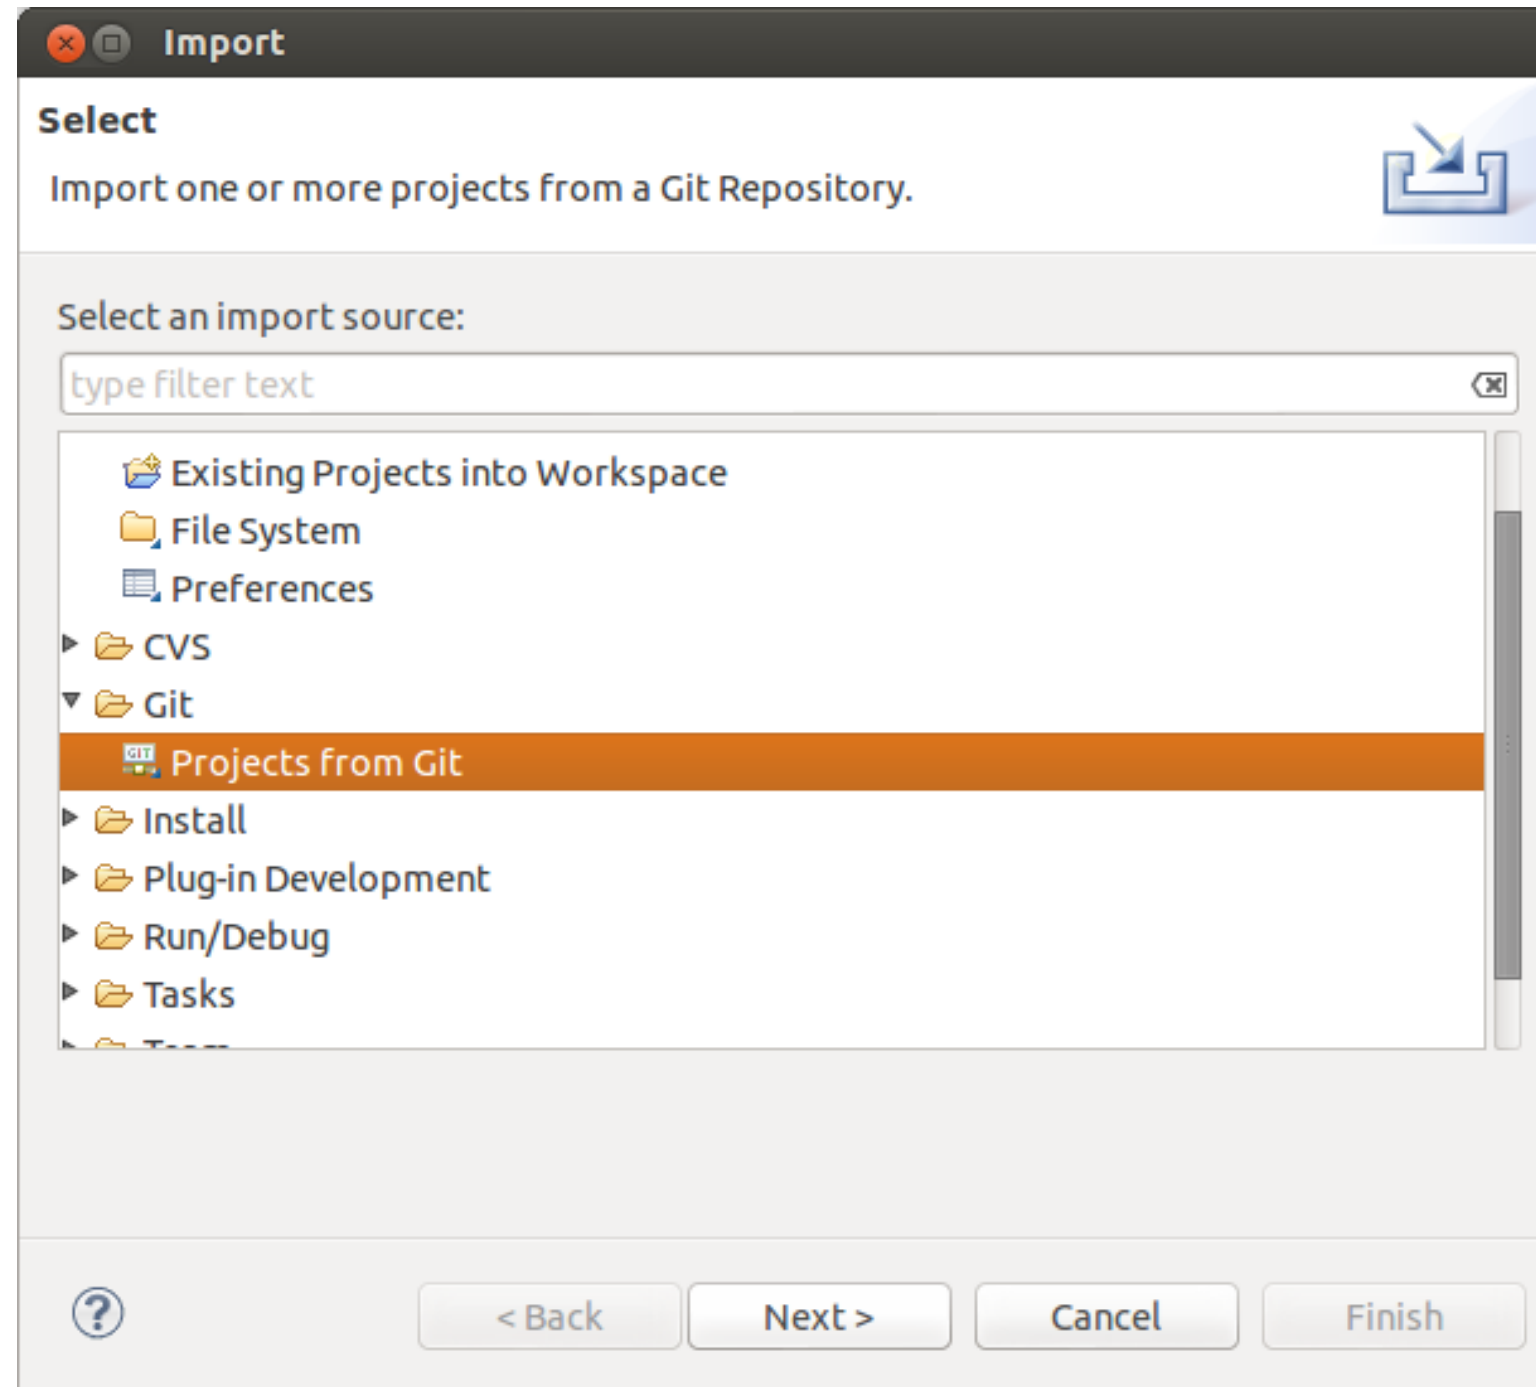 Import
Select
Import one or more projects from a Git Repository.
Select an import source:
type filter text
Existing Projects into Workspace
File System
Preferences
CVS
Git
GIT Projects from Git
Install
Plug-in Development
Run/Debug
Tasks
?
< Back Next > Cancel Finish